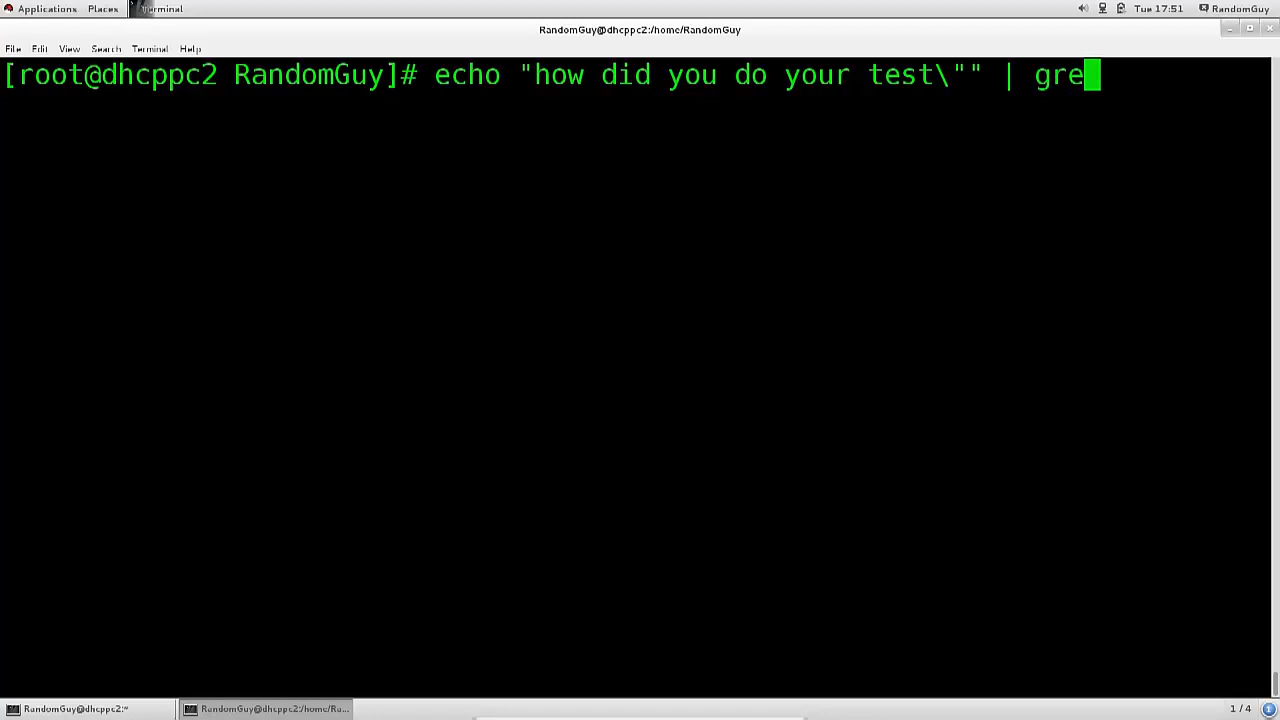 Applications Places Terminal Tue 17:51 RandomGuy
RandomGuy@dhcppc2:/home/RandomGuy
File Edit View Search Terminal Help
[root@dhcppc2 RandomGuy]# echo "how did you do your test\"" | gre
RandomGuy@dhcppc2:~ RandomGuy@dhcppc2:/home/Ra... 1 / 4